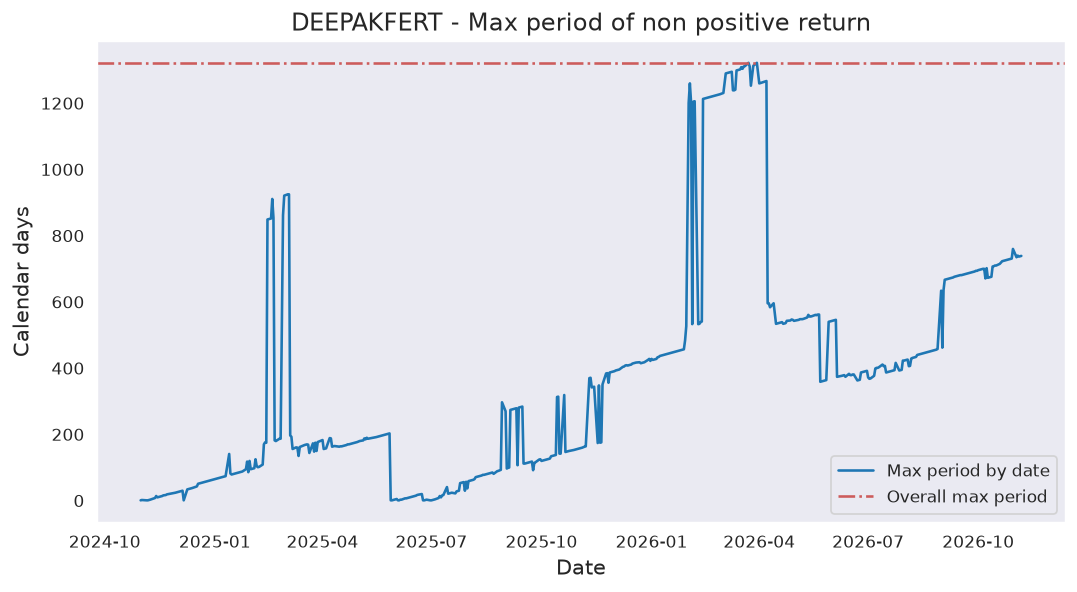 DEEPAKFERT - Max period of non positive return
Calendar days
1200
1000
800
600
400
200
0
2024-10 2025-01 2025-04 2025-07 2025-10 2026-01 2026-04 2026-07 2026-10
Date
Max period by date
Overall max period